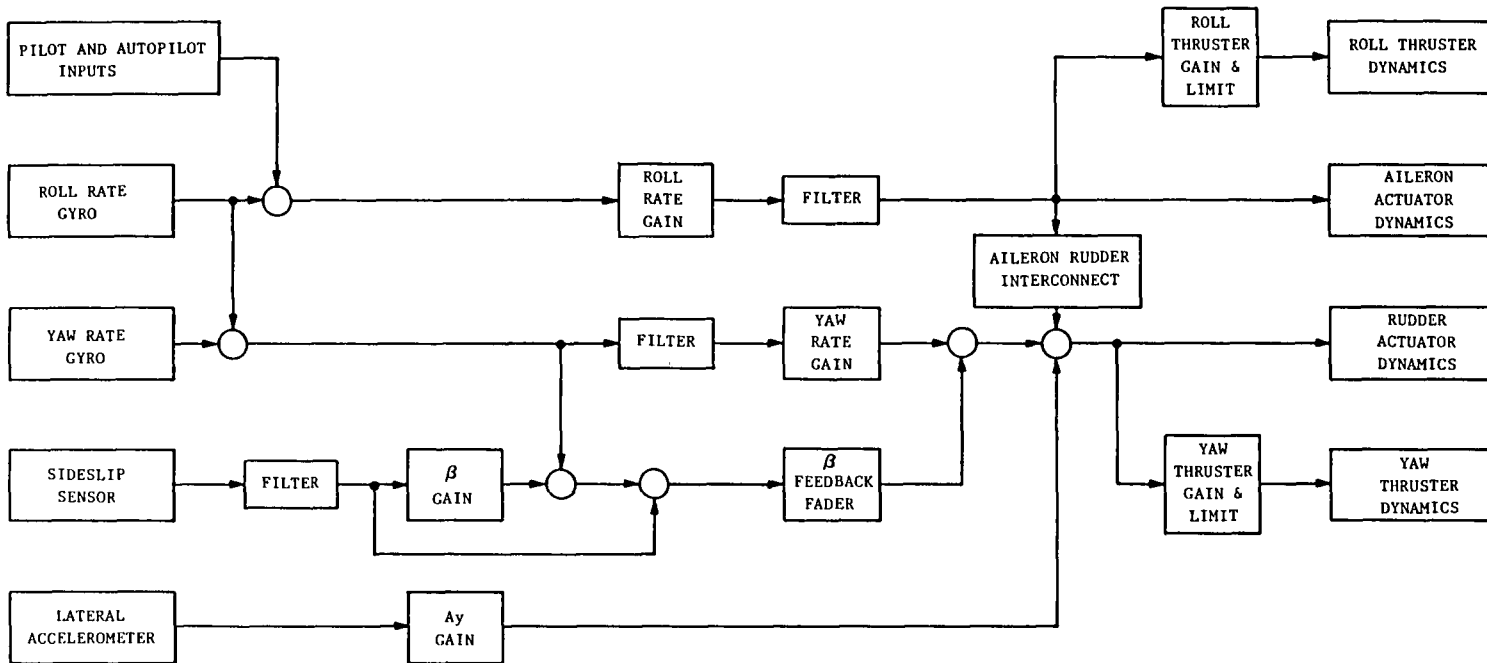 PILOT AND AUTOPILOT
INPUTS
ROLL
THRUSTER
GAIN &
LIMIT
ROLL THRUSTER
DYNAMICS
ROLL RATE
GYRO
ROLL
RATE
GAIN
FILTER
AILERON
ACTUATOR
DYNAMICS
AILERON RUDDER
INTERCONNECT
YAW RATE
GYRO
FILTER
YAW
RATE
GAIN
RUDDER
ACTUATOR
DYNAMICS
SIDESLIP
SENSOR
FILTER
β
GAIN
β
FEEDBACK
FADER
YAW
THRUSTER
GAIN &
LIMIT
YAW
THRUSTER
DYNAMICS
LATERAL
ACCELEROMETER
Ay
GAIN